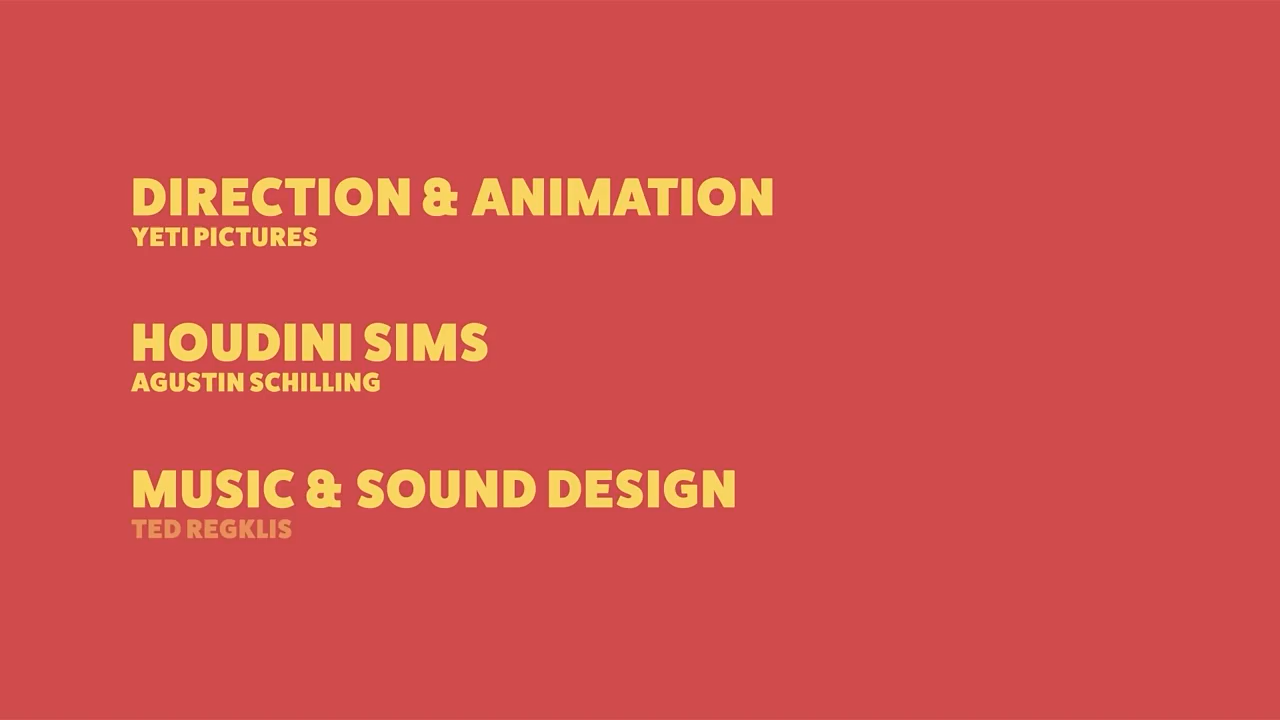 DIRECTION & ANIMATION
YETI PICTURES
HOUDINI SIMS
AGUSTIN SCHILLING
MUSIC & SOUND DESIGN
TED REGKLIS